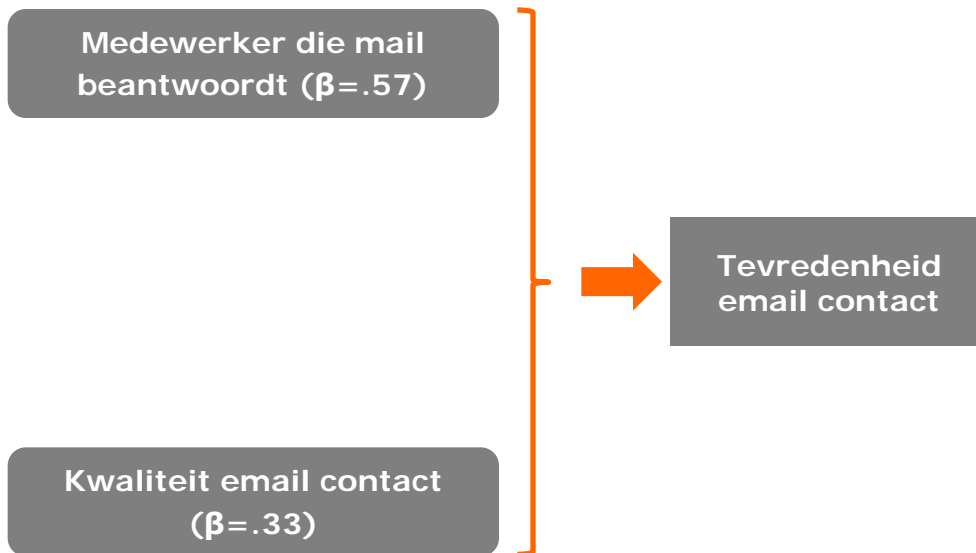 Medewerker die mail
beantwoordt (β=.57)
Tevredenheid
email contact
Kwaliteit email contact
(β=.33)